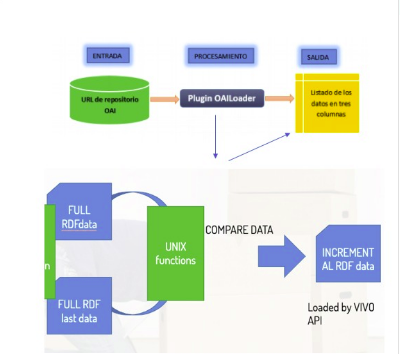 ENTRADA
PROCESAMIENTO
SALIDA
URL de repositorio
OAI
Plugin OAILoader
Listado de los
datos en tres
columnas
FULL
RDFdata
n
UNIX
functions
COMPARE DATA
INCREMENT
AL RDF data
FULL RDF
last data
Loaded by VIVO
API